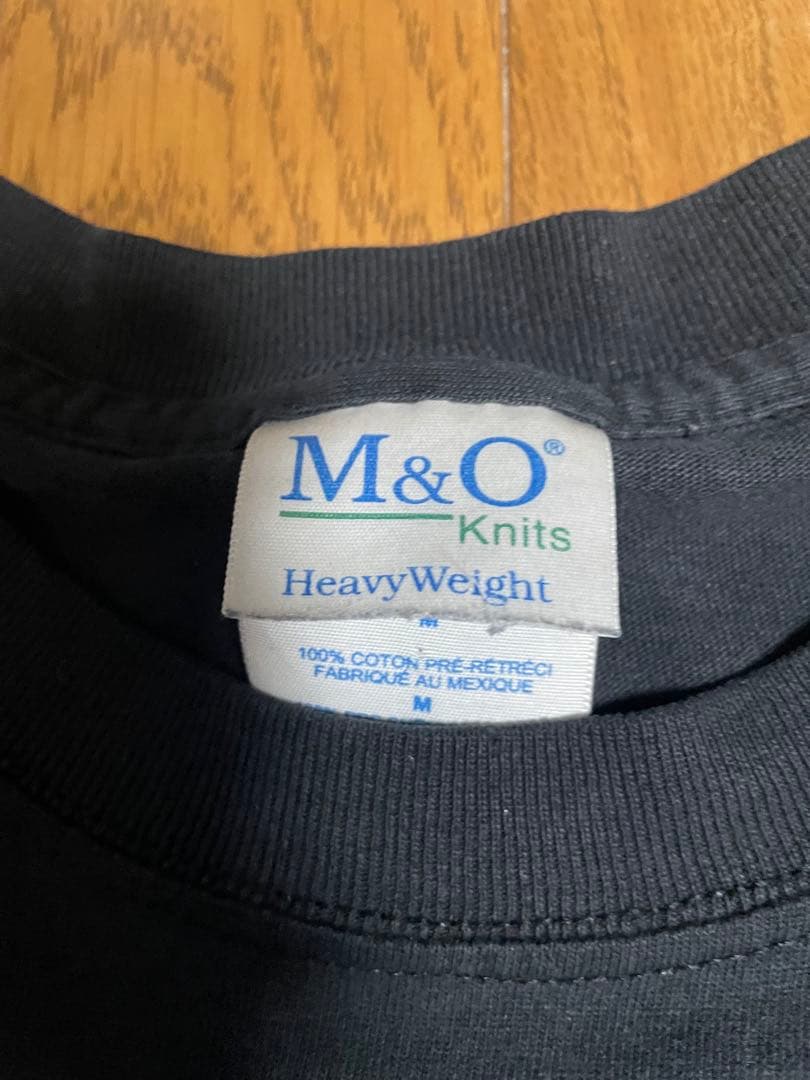 M&O®
Knits
HeavyWeight
M
100% COTON PRÉ-RÉTRÉCI
FABRIQUÉ AU MEXIQUE
M